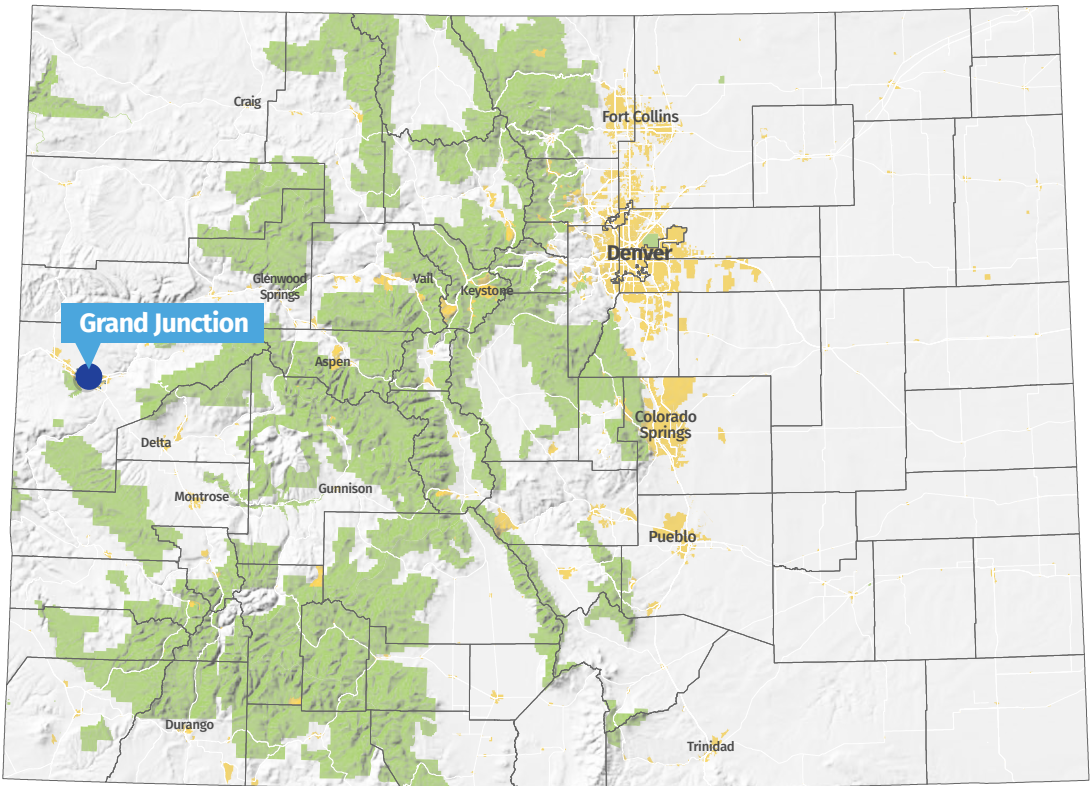 Craig
Fort Collins
Denver
Glenwood
Springs
Vail
Keystone
Grand Junction
Aspen
Colorado
Springs
Delta
Montrose
Gunnison
Pueblo
Durango
Trinidad